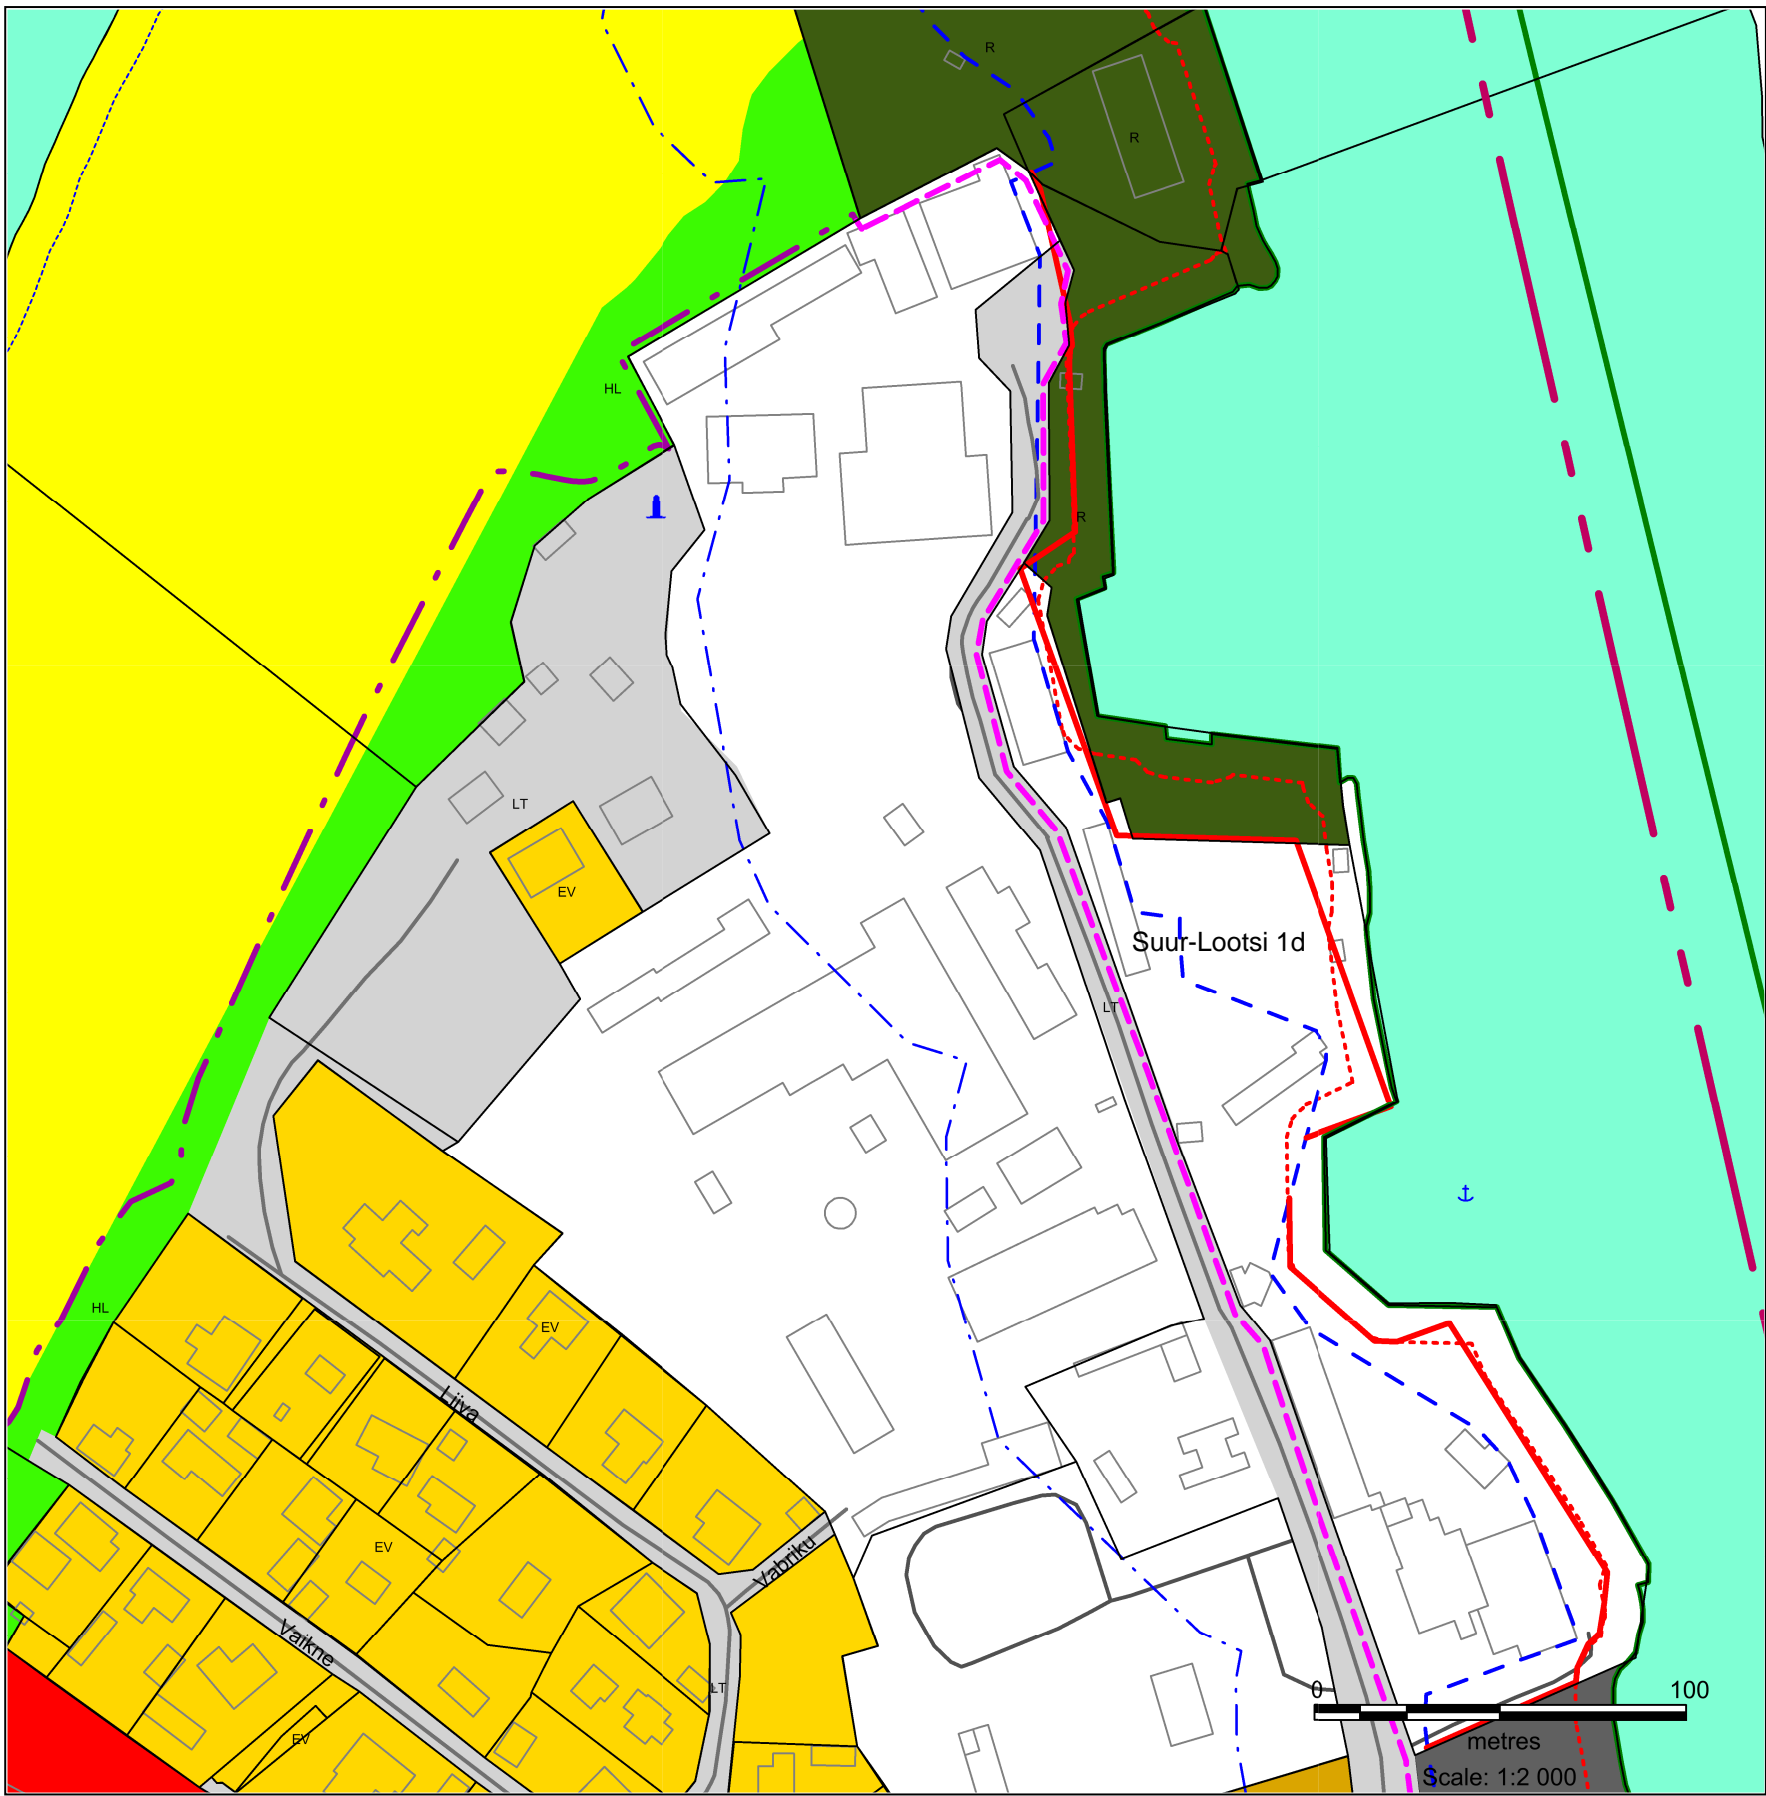 R
R
HL
R
LT
EV
Suur-Lootsi 1d
LT
HL
EV
Liiva
EV
Vabriku
Vaikne
LT
EV
0 100
metres
Scale: 1:2 000